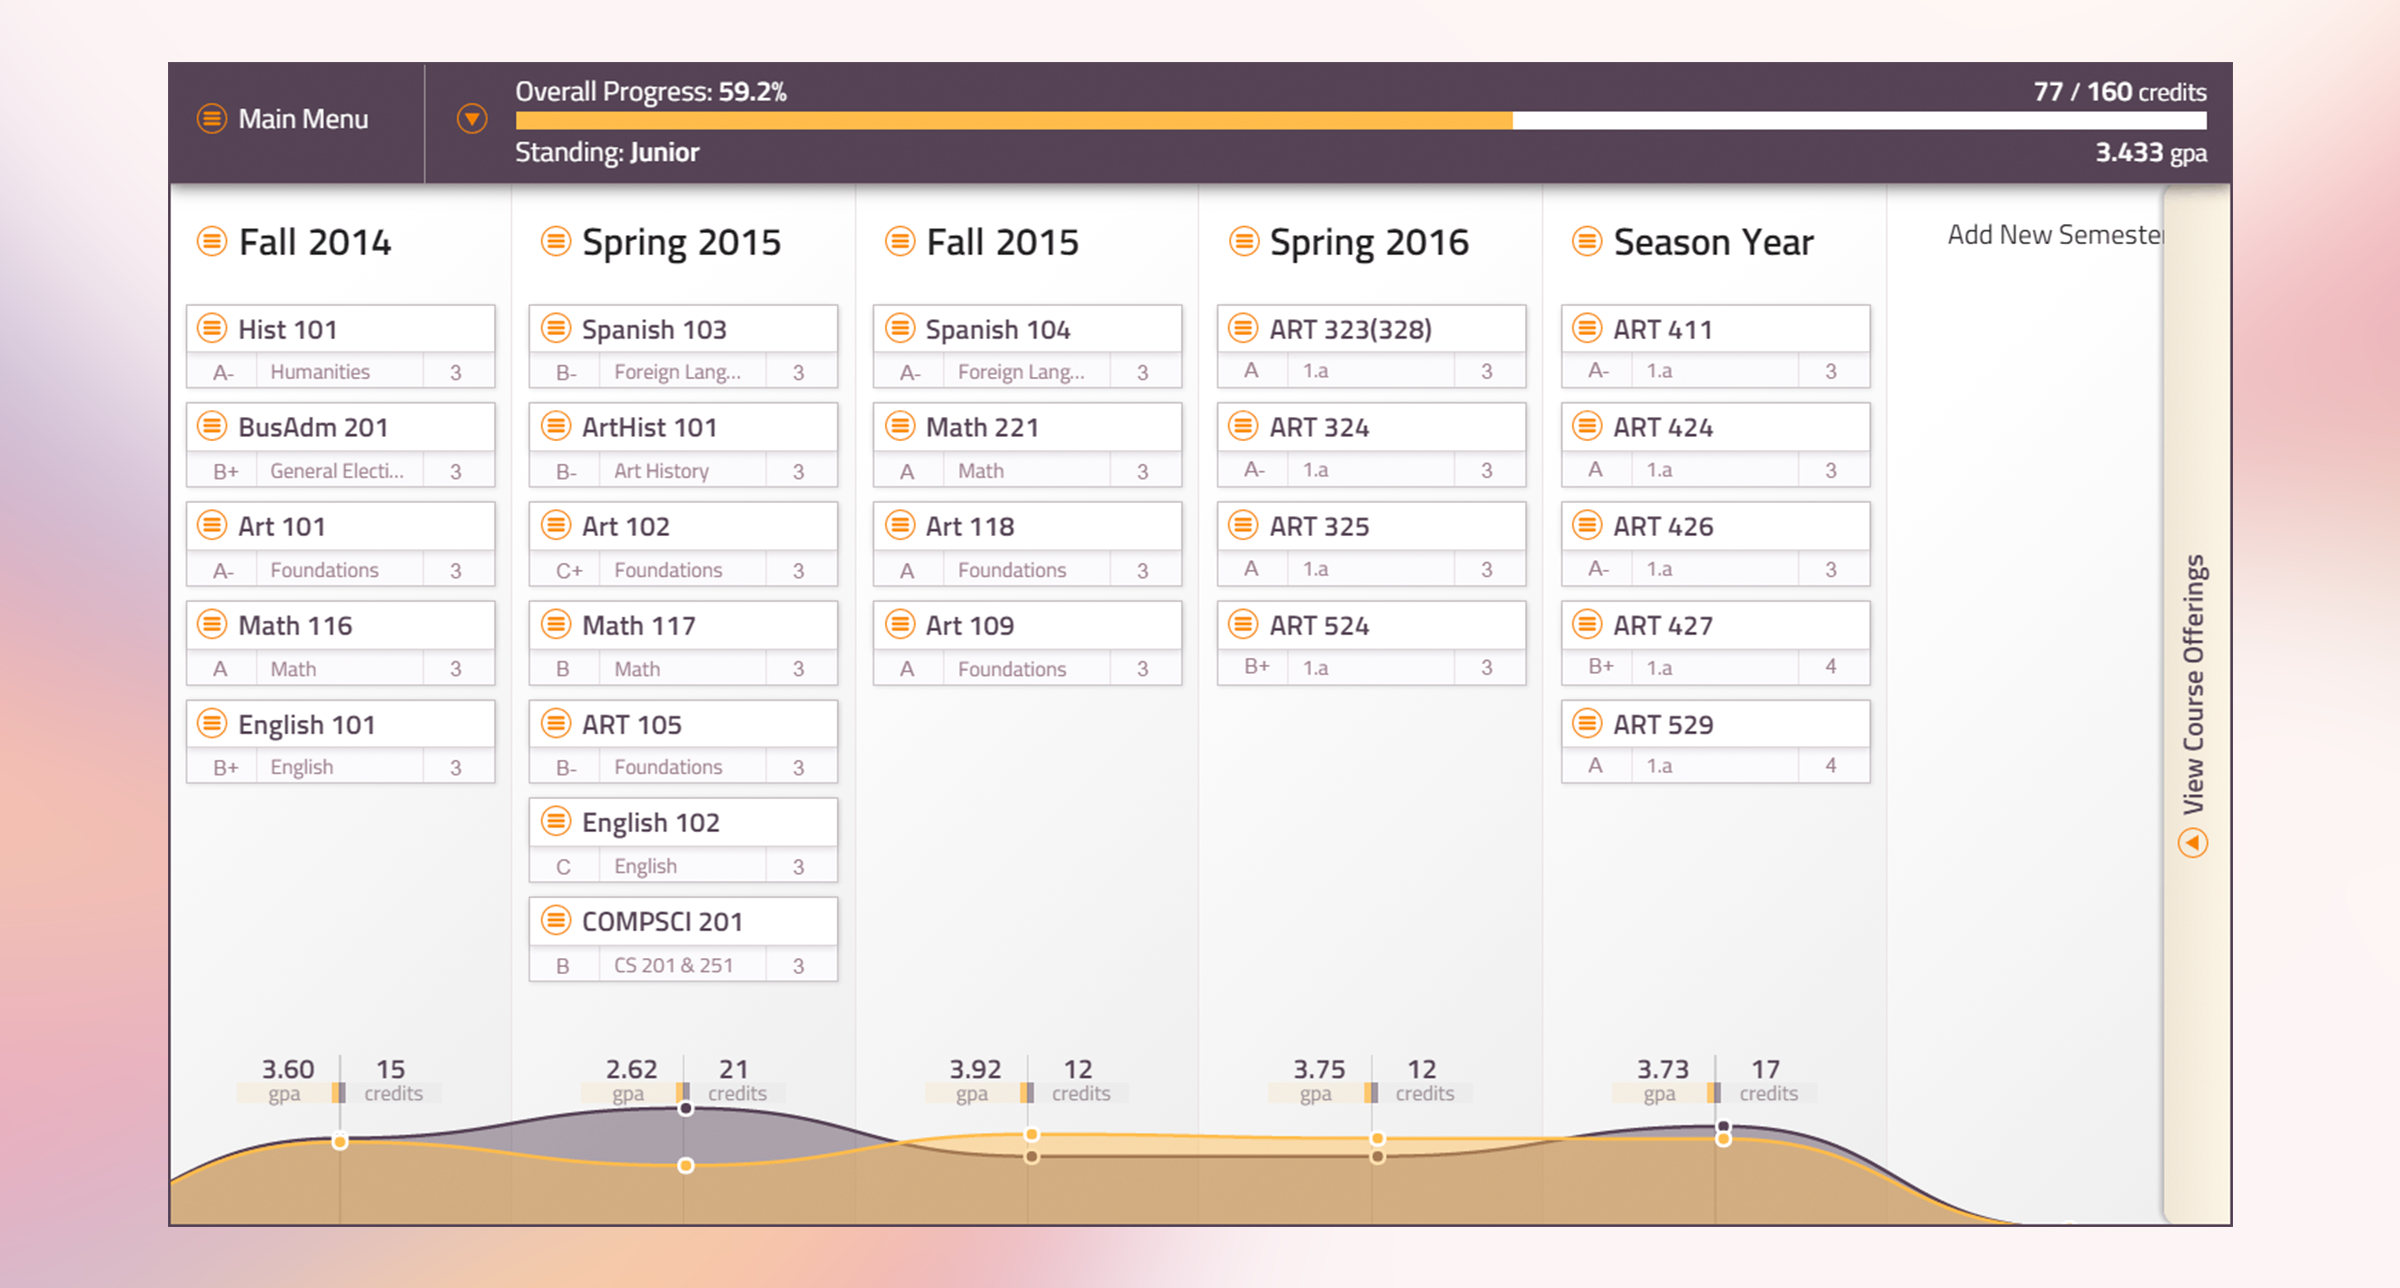 Main Menu
Overall Progress: 59.2%
77 / 160 credits
Standing: Junior
3.433 gpa
Fall 2014
Hist 101
A- Humanities 3
BusAdm 201
B+ General Electi... 3
Art 101
A- Foundations 3
Math 116
A Math 3
English 101
B+ English 3
3.60 15
gpa credits
Spring 2015
Spanish 103
B- Foreign Lang... 3
ArtHist 101
B- Art History 3
Art 102
C+ Foundations 3
Math 117
B Math 3
ART 105
B- Foundations 3
English 102
C English 3
COMPSCI 201
B CS 201 & 251 3
2.62 21
gpa credits
Fall 2015
Spanish 104
A- Foreign Lang... 3
Math 221
A Math 3
Art 118
A Foundations 3
Art 109
A Foundations 3
3.92 12
gpa credits
Spring 2016
ART 323(328)
A 1.a 3
ART 324
A- 1.a 3
ART 325
A 1.a 3
ART 524
B+ 1.a 3
3.75 12
gpa credits
Season Year
ART 411
A- 1.a 3
ART 424
A 1.a 3
ART 426
A- 1.a 3
ART 427
B+ 1.a 4
ART 529
A 1.a 4
3.73 17
gpa credits
Add New Semester
View Course Offerings